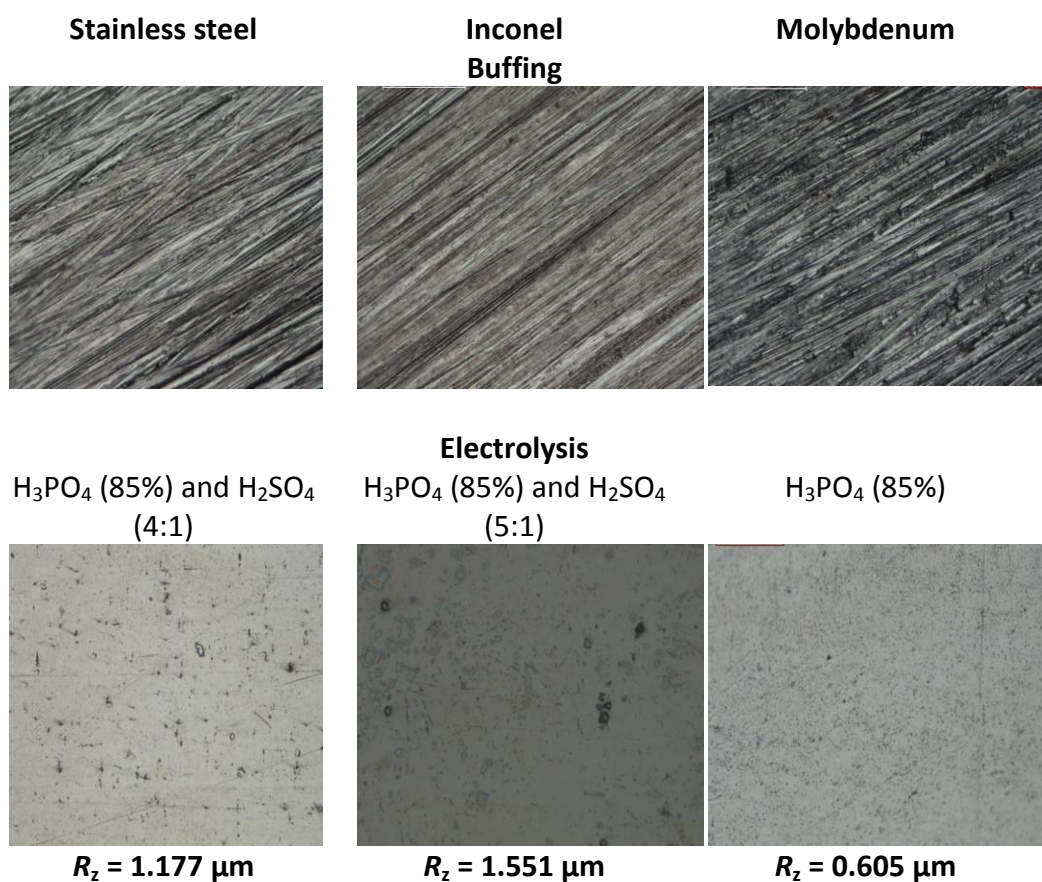 Stainless steel
Inconel
Molybdenum
Buffing
Electrolysis
H₃PO₄ (85%) and H₂SO₄
(4:1)
H₃PO₄ (85%) and H₂SO₄
(5:1)
H₃PO₄ (85%)
Rz = 1.177 µm
Rz = 1.551 µm
Rz = 0.605 µm